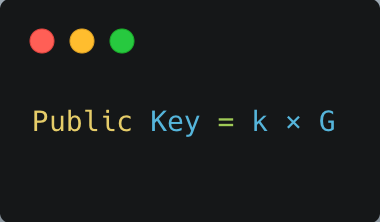 Public Key = k × G